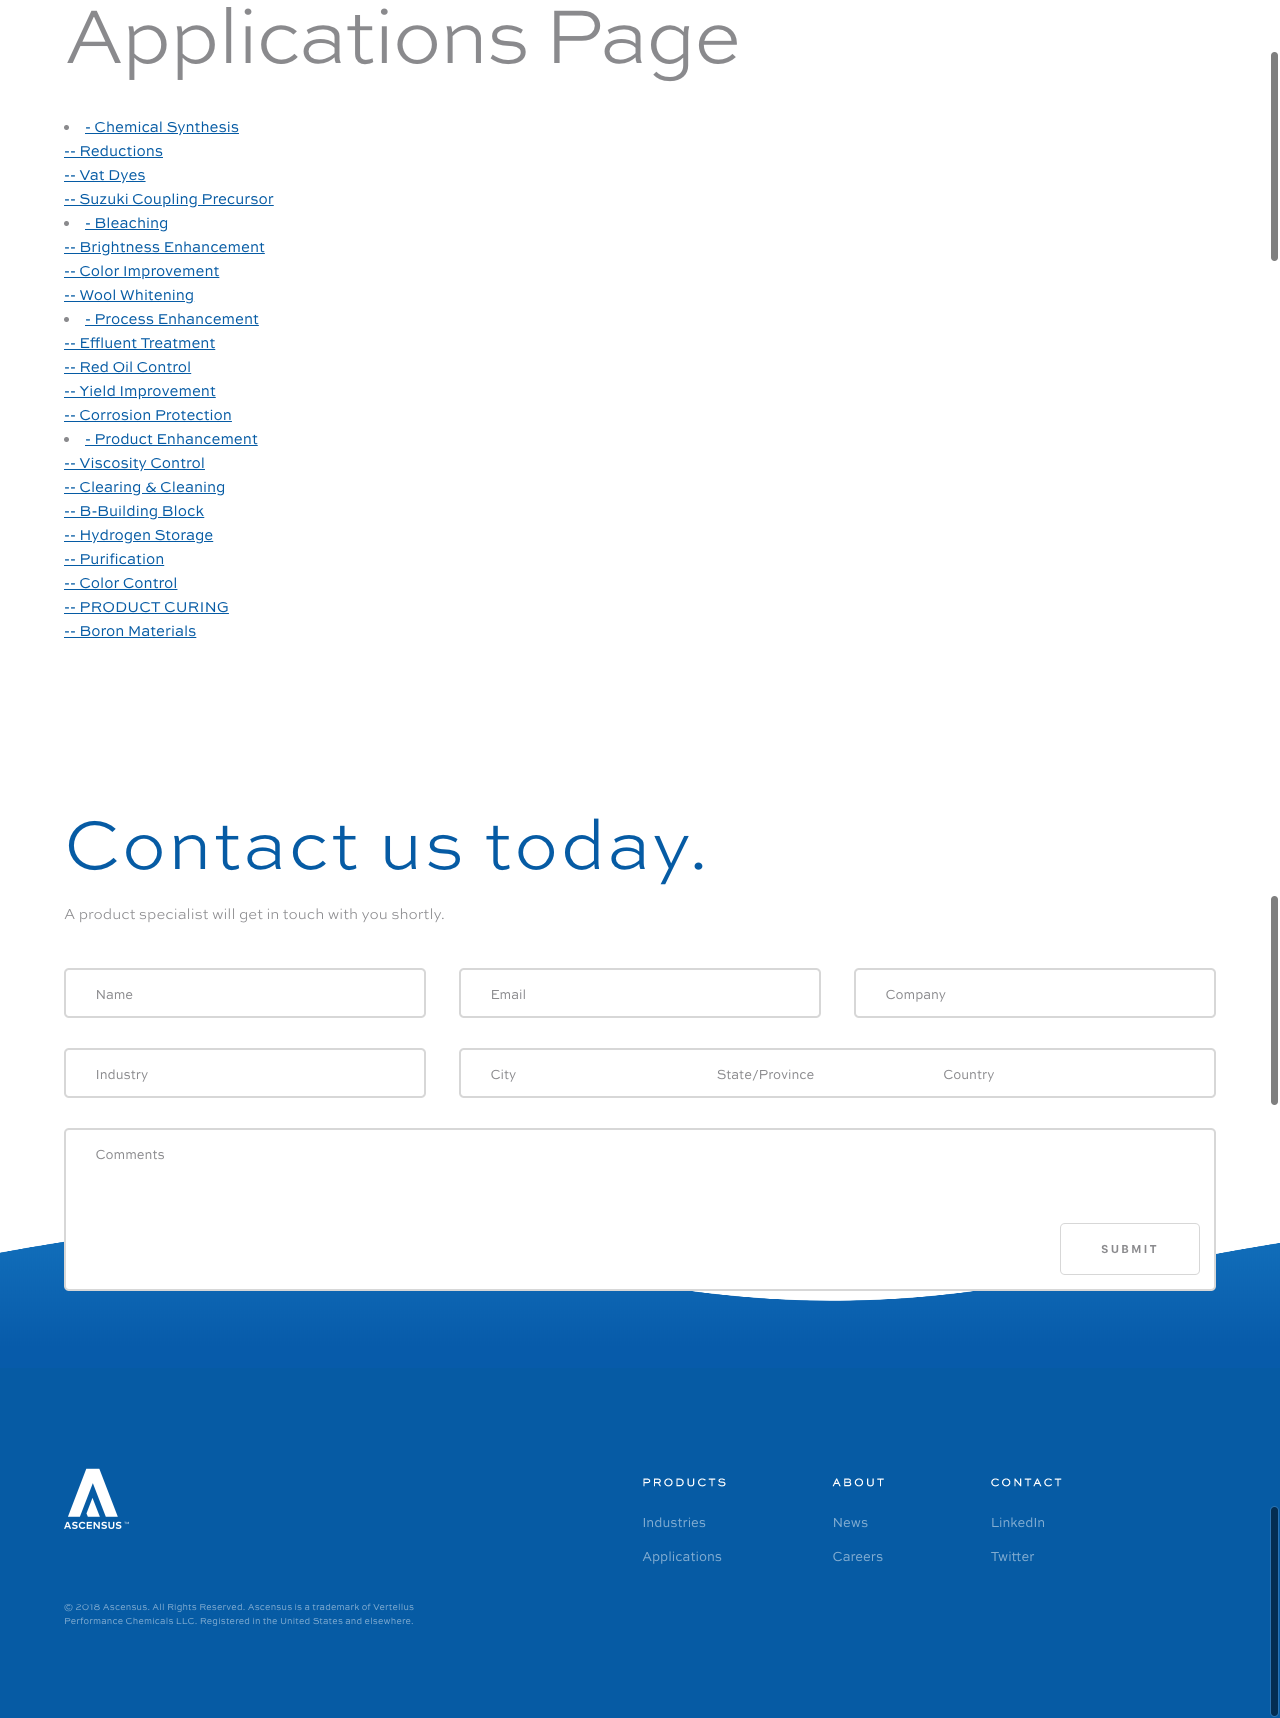 Applications Page
• - Chemical Synthesis
-- Reductions
-- Vat Dyes
-- Suzuki Coupling Precursor
• - Bleaching
-- Brightness Enhancement
-- Color Improvement
-- Wool Whitening
• - Process Enhancement
-- Effluent Treatment
-- Red Oil Control
-- Yield Improvement
-- Corrosion Protection
• - Product Enhancement
-- Viscosity Control
-- Clearing & Cleaning
-- B-Building Block
-- Hydrogen Storage
-- Purification
-- Color Control
-- PRODUCT CURING
-- Boron Materials
Contact us today.
A product specialist will get in touch with you shortly.
Name
Email
Company
Industry
City
State/Province
Country
Comments
SUBMIT
ASCENSUS™
PRODUCTS
Industries
Applications
ABOUT
News
Careers
CONTACT
LinkedIn
Twitter
© 2018 Ascensus. All Rights Reserved. Ascensus is a trademark of Vertellus
Performance Chemicals LLC. Registered in the United States and elsewhere.